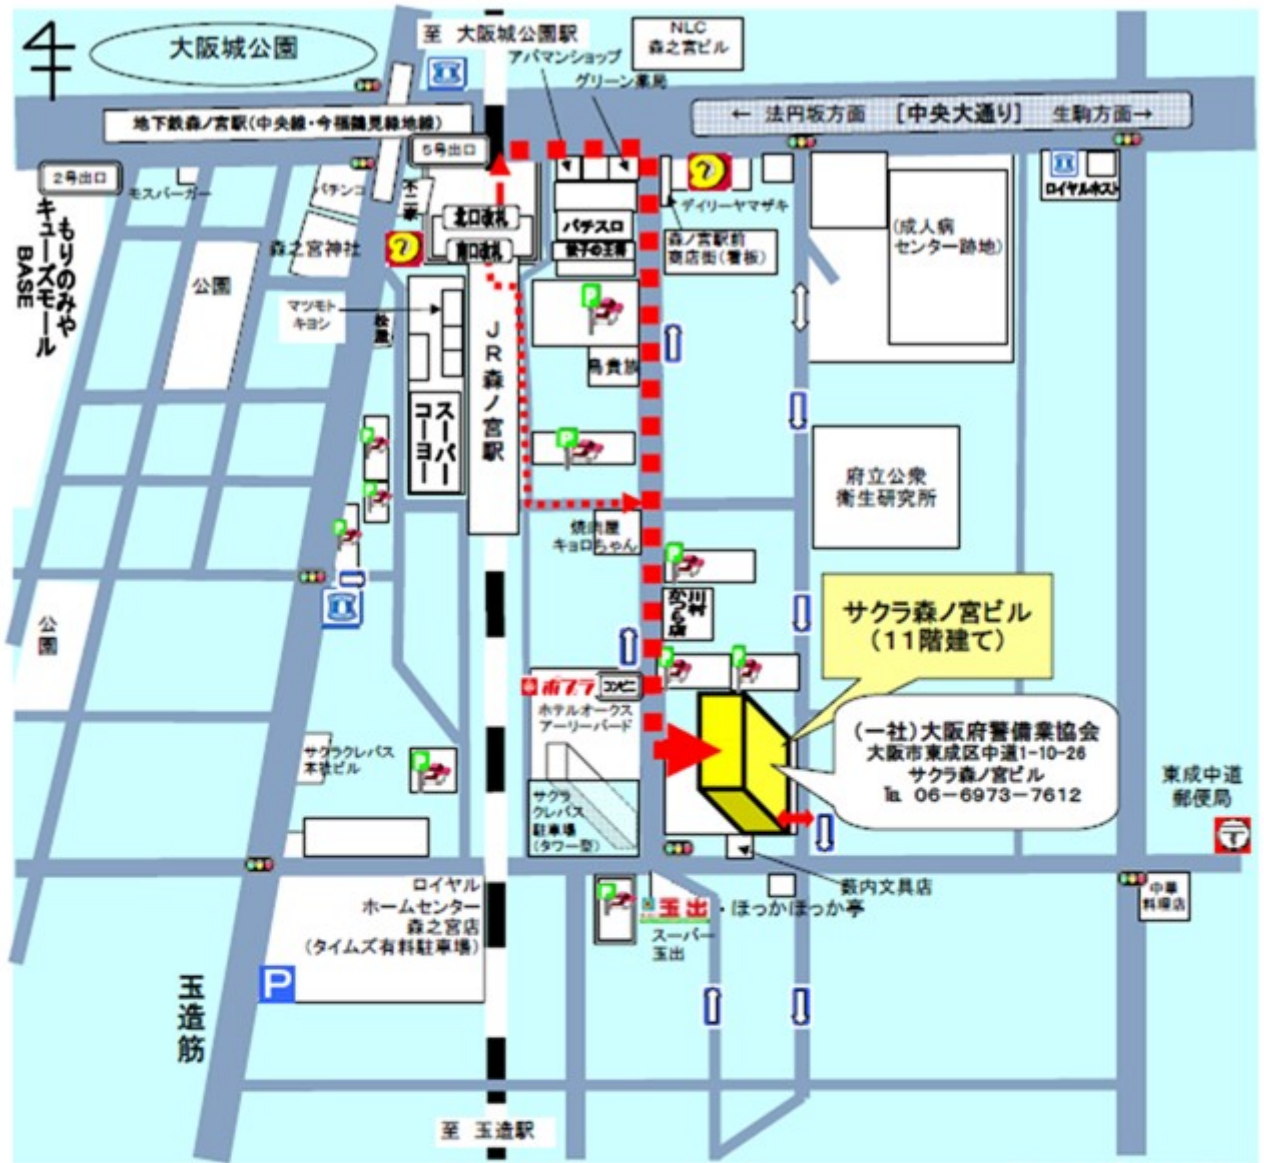 大阪城公園
至 大阪城公園駅
アパマンショップ
グリーン薬局
NLC
森之宮ビル
← 法円坂方面 [中央大通り] 生駒方面→
地下鉄森ノ宮駅(中央線・今福鶴見緑地線)
5号出口
2号出口
モスバーガー
パチンコ
不二家
北口改札
南口改札
パチスロ
餃子の王将
デイリーヤマザキ
森ノ宮駅前
商店街(看板)
(成人病
センター跡地)
ロイヤルホスト
もりのみや
キューズモール
BASE
公園
森之宮神社
マツモト
キヨシ
松屋
JR森ノ宮駅
鳥貴族
スーパー
コーヨー
府立公衆
衛生研究所
焼肉屋
キョロちゃん
川村
かつら店
サクラ森ノ宮ビル
(11階建て)
公園
ポプラ
コンビニ
ホテルオークス
アーリーバード
(一社)大阪府警備業協会
大阪市東成区中道1-10-26
サクラ森ノ宮ビル
℡ 06-6973-7612
サクラクレパス
本社ビル
サクラ
クレパス
駐車場
(タワー型)
東成中道
郵便局
ロイヤル
ホームセンター
森之宮店
(タイムズ有料駐車場)
P
玉出
・ほっかほっか亭
スーパー
玉出
薮内文具店
中華
料理店
玉造筋
至 玉造駅